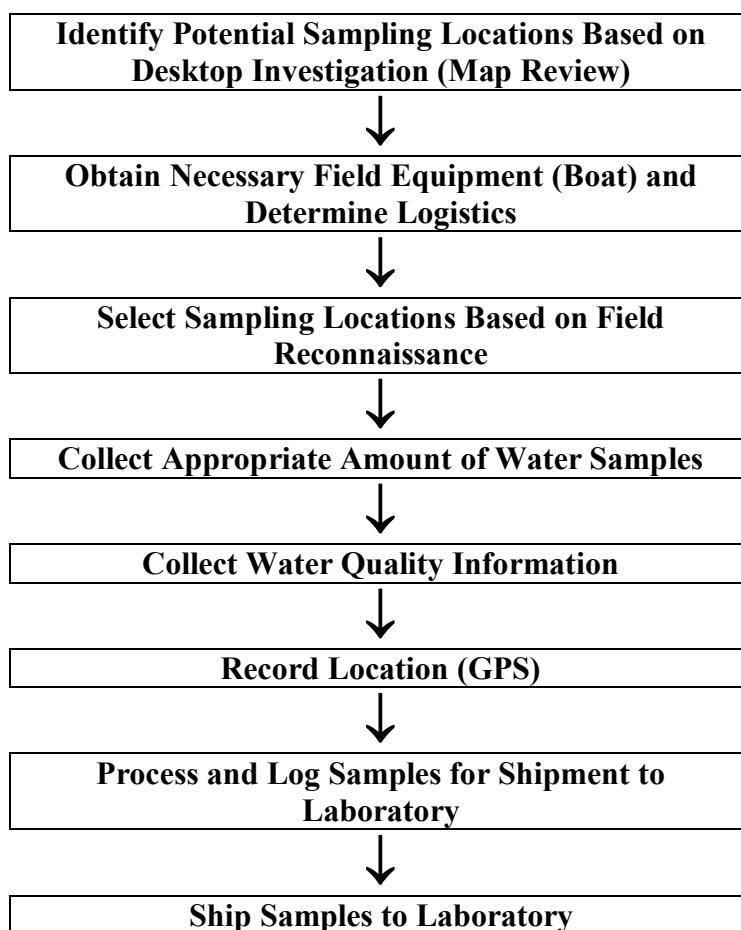 Identify Potential Sampling Locations Based on
Desktop Investigation (Map Review)
Obtain Necessary Field Equipment (Boat) and
Determine Logistics
Select Sampling Locations Based on Field
Reconnaissance
Collect Appropriate Amount of Water Samples
Collect Water Quality Information
Record Location (GPS)
Process and Log Samples for Shipment to
Laboratory
Ship Samples to Laboratory